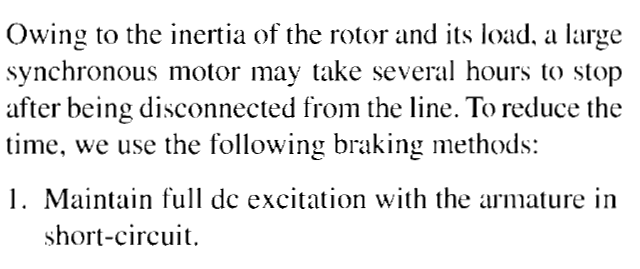 Owing to the inertia of the rotor and its load, a large
synchronous motor may take several hours to stop
after being disconnected from the line. To reduce the
time, we use the following braking methods:
1. Maintain full dc excitation with the armature in
short-circuit.